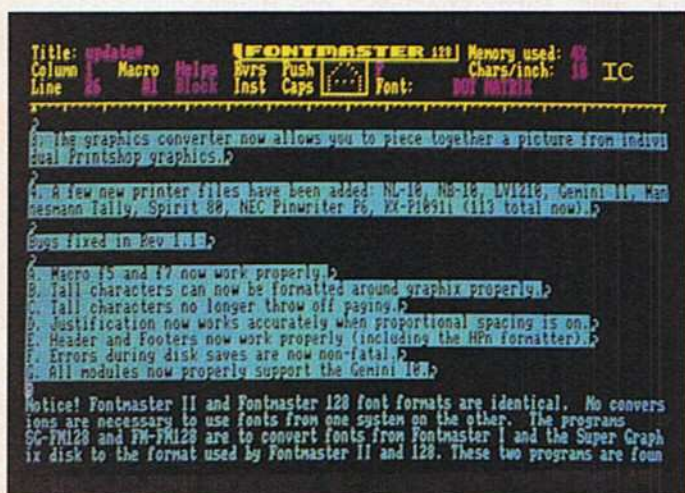 Title: update# FONTMASTER 128 Memory used: 4%
Column 1 Macro Helps Rvrs Push P Chars/inch: 18 IC
Line 26 AI Block Inst Caps Font: DOT MATRIX
G. The graphics converter now allows you to piece together a picture from indivi
dual Printshop graphics.
H. A few new printer files have been added: NL-10, NB-10, LV1210, Gemini II, Man
nesmann Tally, Spirit 80, NEC Pinwriter P6, KX-P10911 (113 total now).
Bugs fixed in Rev 1.1:
A. Macro f5 and f7 now work properly.
B. Tall characters can now be formatted around graphix properly.
C. Tall characters no longer throw off paging.
D. Justification now works accurately when proportional spacing is on.
E. Header and Footers now work properly (including the HPn formatter).
F. Errors during disk saves are now non-fatal.
G. All modules now properly support the Gemini 10.
Notice! Fontmaster II and Fontmaster 128 font formats are identical. No convers
ions are necessary to use fonts from one system on the other. The programs
SG-FM128 and FM-FM128 are to convert fonts from Fontmaster I and the Super Graph
ix disk to the format used by Fontmaster II and 128. These two programs are foun